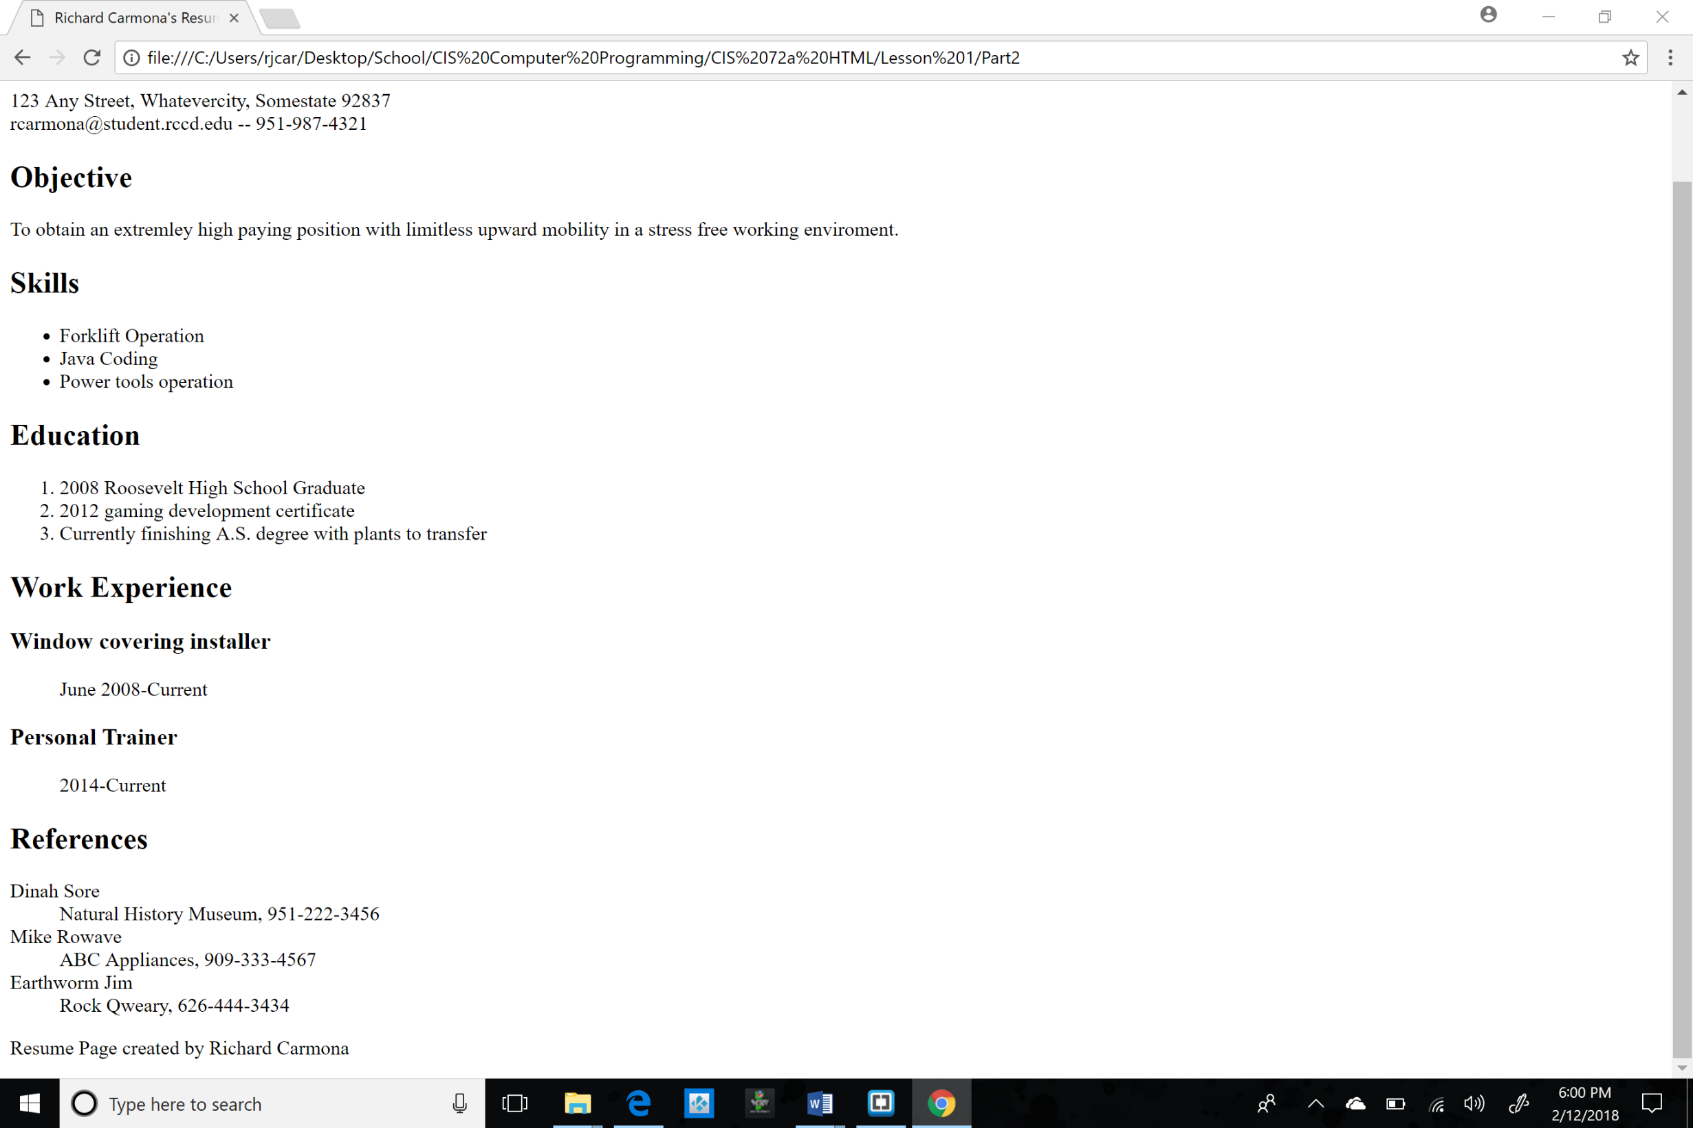 Richard Carmona's Resu
file:///C:/Users/rjcar/Desktop/School/CIS%20Computer%20Programming/CIS%2072a%20HTML/Lesson%201/Part2
123 Any Street, Whatevercity, Somestate 92837
rcarmona@student.rccd.edu -- 951-987-4321
Objective
To obtain an extremley high paying position with limitless upward mobility in a stress free working enviroment.
Skills
• Forklift Operation
• Java Coding
• Power tools operation
Education
1. 2008 Roosevelt High School Graduate
2. 2012 gaming development certificate
3. Currently finishing A.S. degree with plants to transfer
Work Experience
Window covering installer
June 2008-Current
Personal Trainer
2014-Current
References
Dinah Sore
Natural History Museum, 951-222-3456
Mike Rowave
ABC Appliances, 909-333-4567
Earthworm Jim
Rock Qweary, 626-444-3434
Resume Page created by Richard Carmona
Type here to search
6:00 PM
2/12/2018